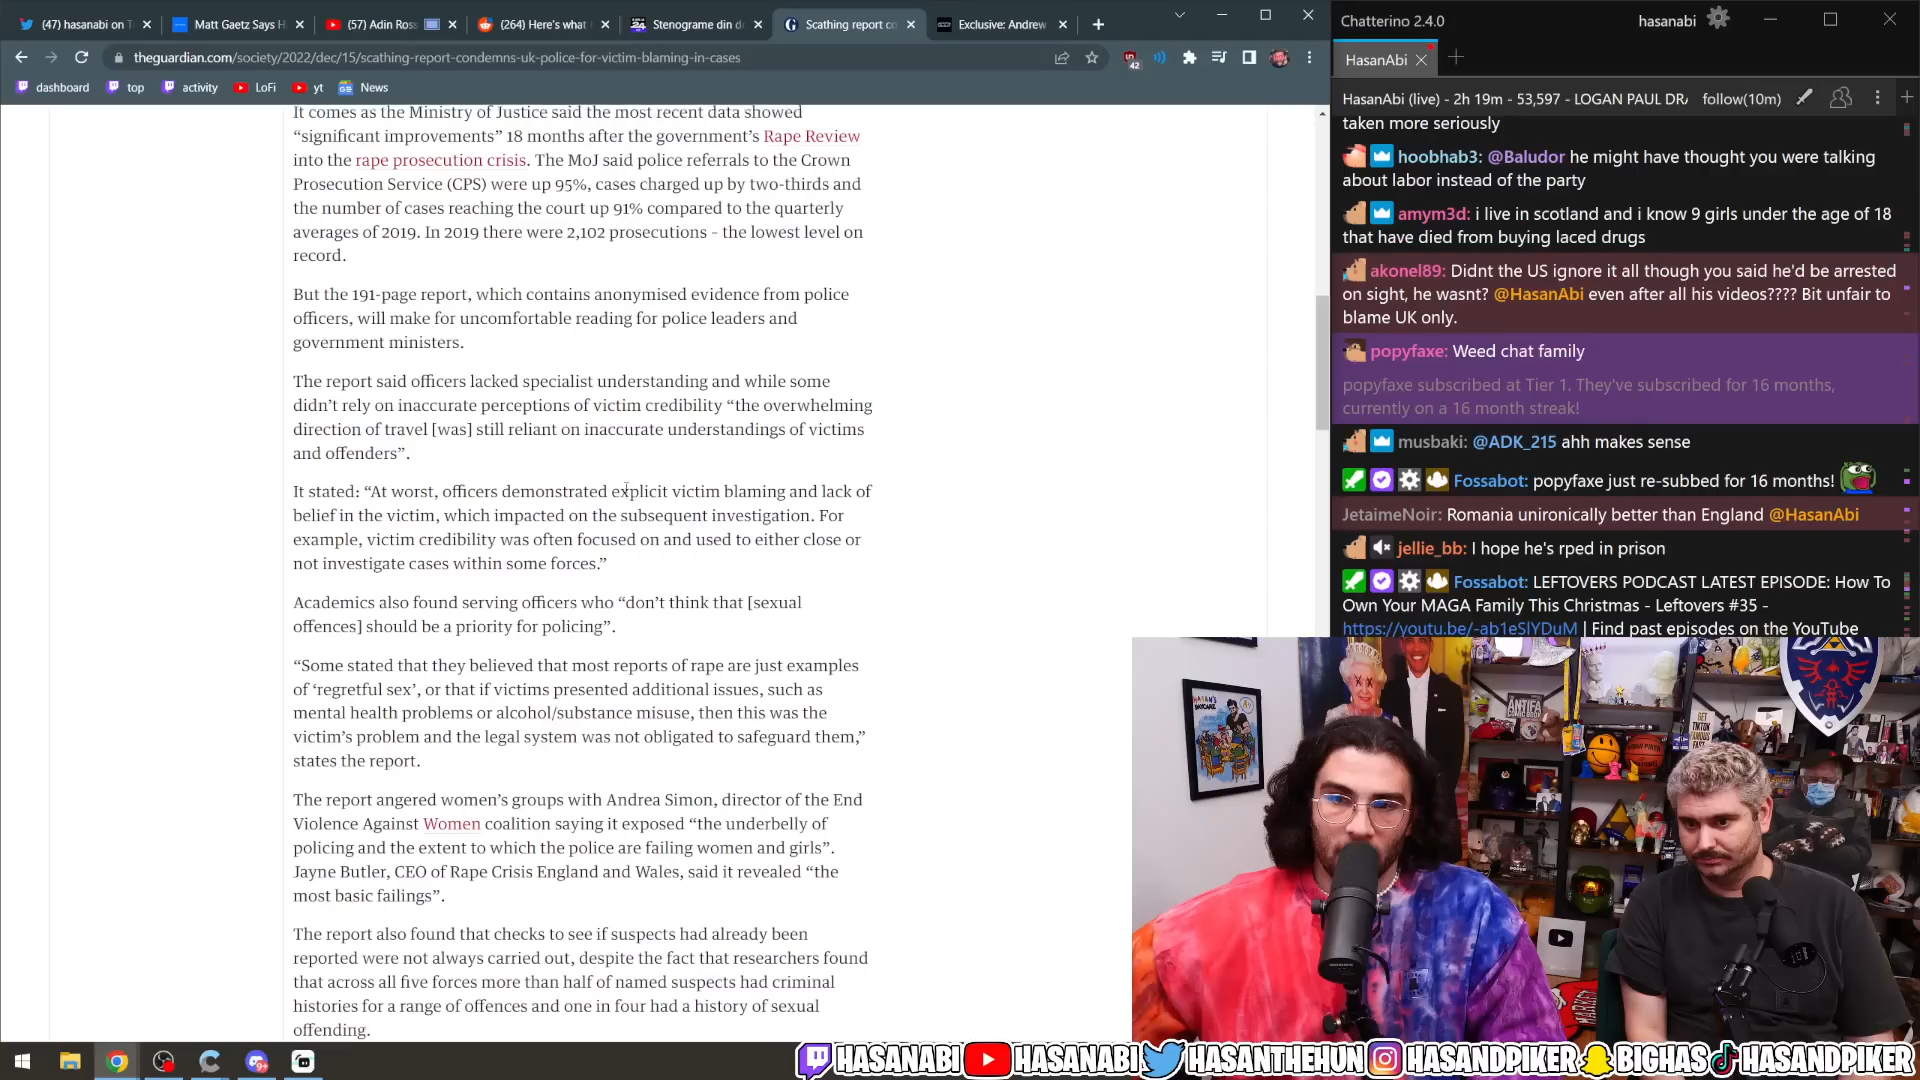 (47) hasanabi on T
Matt Gaetz Says H
(57) Adin Ross
(264) Here's what
Stenograme din d
Scathing report co
Exclusive: Andrew
theguardian.com/society/2022/dec/15/scathing-report-condemns-uk-police-for-victim-blaming-in-cases
42
dashboard
top
activity
LoFi
yt
News
It comes as the Ministry of Justice said the most recent data showed
“significant improvements” 18 months after the government’s Rape Review
into the rape prosecution crisis. The MoJ said police referrals to the Crown
Prosecution Service (CPS) were up 95%, cases charged up by two-thirds and
the number of cases reaching the court up 91% compared to the quarterly
averages of 2019. In 2019 there were 2,102 prosecutions – the lowest level on
record.
But the 191-page report, which contains anonymised evidence from police
officers, will make for uncomfortable reading for police leaders and
government ministers.
The report said officers lacked specialist understanding and while some
didn’t rely on inaccurate perceptions of victim credibility “the overwhelming
direction of travel [was] still reliant on inaccurate understandings of victims
and offenders”.
It stated: “At worst, officers demonstrated explicit victim blaming and lack of
belief in the victim, which impacted on the subsequent investigation. For
example, victim credibility was often focused on and used to either close or
not investigate cases within some forces.”
Academics also found serving officers who “don’t think that [sexual
offences] should be a priority for policing”.
“Some stated that they believed that most reports of rape are just examples
of ‘regretful sex’, or that if victims presented additional issues, such as
mental health problems or alcohol/substance misuse, then this was the
victim’s problem and the legal system was not obligated to safeguard them,”
states the report.
The report angered women’s groups with Andrea Simon, director of the End
Violence Against Women coalition saying it exposed “the underbelly of
policing and the extent to which the police are failing women and girls”.
Jayne Butler, CEO of Rape Crisis England and Wales, said it revealed “the
most basic failings”.
The report also found that checks to see if suspects had already been
reported were not always carried out, despite the fact that researchers found
that across all five forces more than half of named suspects had criminal
histories for a range of offences and one in four had a history of sexual
offending.
Chatterino 2.4.0
hasanabi
HasanAbi
HasanAbi (live) - 2h 19m - 53,597 - LOGAN PAUL DR
follow(10m)
taken more seriously
hoobhab3: @Baludor he might have thought you were talking
about labor instead of the party
amym3d: i live in scotland and i know 9 girls under the age of 18
that have died from buying laced drugs
akonel89: Didnt the US ignore it all though you said he'd be arrested
on sight, he wasnt? @HasanAbi even after all his videos???? Bit unfair to
blame UK only.
popyfaxe: Weed chat family
popyfaxe subscribed at Tier 1. They've subscribed for 16 months,
currently on a 16 month streak!
musbaki: @ADK_215 ahh makes sense
Fossabot: popyfaxe just re-subbed for 16 months!
JetaimeNoir: Romania unironically better than England @HasanAbi
jellie_bb: I hope he's rped in prison
Fossabot: LEFTOVERS PODCAST LATEST EPISODE: How To
Own Your MAGA Family This Christmas - Leftovers #35 -
https://youtu.be/-ab1eSlYDuM | Find past episodes on the YouTube
ANTIFA
HASANABI
HASANABI
HASANTHEHUN
HASANDPIKER
BIGHAS
HASANDPIKER